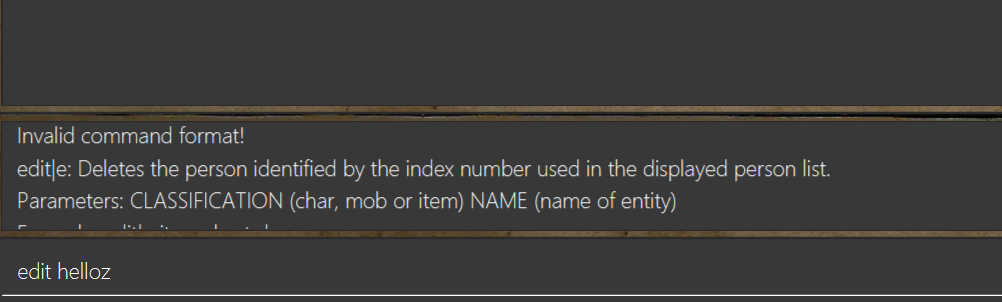 Invalid command format!
edit|e: Deletes the person identified by the index number used in the displayed person list.
Parameters: CLASSIFICATION (char, mob or item) NAME (name of entity)
edit helloz